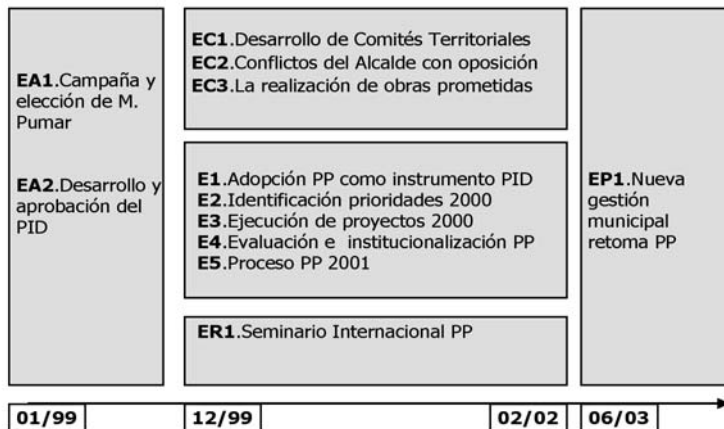 EA1.Campaña y
elección de M.
Pumar
EA2.Desarrollo y
aprobación del
PID
EC1.Desarrollo de Comités Territoriales
EC2.Conflictos del Alcalde con oposición
EC3.La realización de obras prometidas
E1.Adopción PP como instrumento PID
E2.Identificación prioridades 2000
E3.Ejecución de proyectos 2000
E4.Evaluación e institucionalización PP
E5.Proceso PP 2001
ER1.Seminario Internacional PP
EP1.Nueva
gestión
municipal
retoma PP
01/99
12/99
02/02
06/03